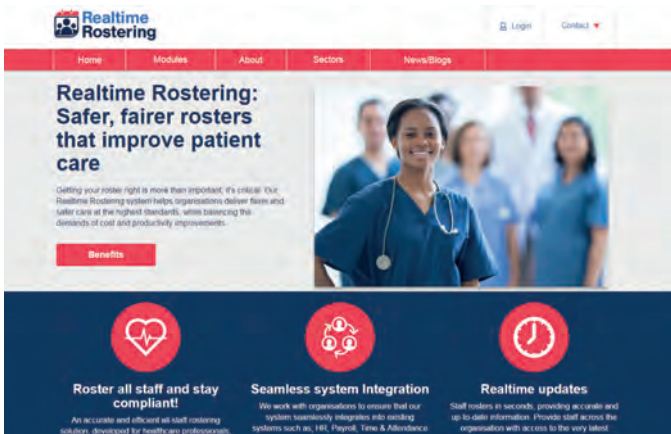 Realtime
Rostering
Login
Contact
Home
Modules
About
Sectors
News/Blogs
Realtime Rostering:
Safer, fairer rosters
that improve patient
care
Getting your roster right is more than important, it's critical. Our
Realtime Rostering system helps organisations deliver fairer and
safer care at the highest standards, while balancing the
demands of cost and productivity improvements.
Benefits
Roster all staff and stay
compliant!
An accurate and efficient all-staff rostering
solution, developed for healthcare professionals,
Seamless system Integration
We work with organisations to ensure that our
system seamlessly integrates into existing
systems such as, HR, Payroll, Time & Attendance
Realtime updates
Staff rosters in seconds, providing accurate and
up-to-date information. Provide staff across the
organisation with access to the very latest